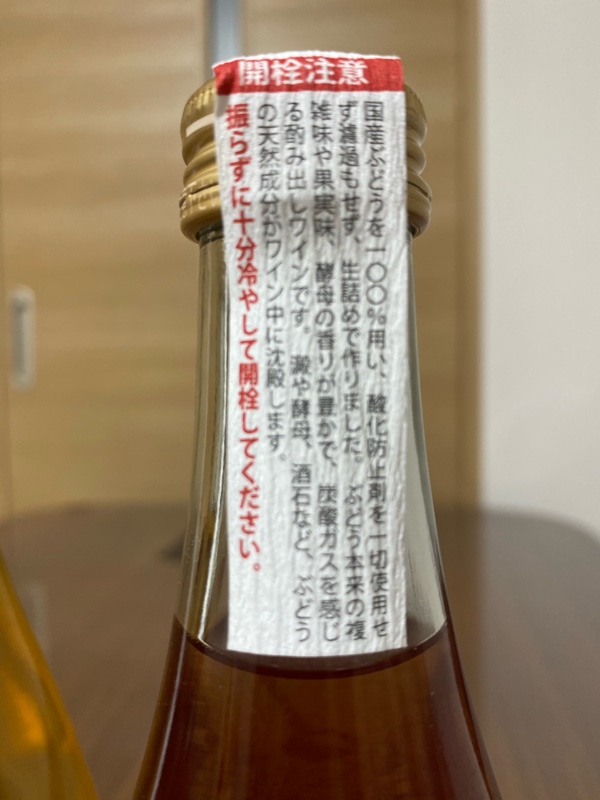 開栓注意
国産ぶどうを一〇〇%用い、酸化防止剤を一切使用せ
ず濾過もせず、生詰めで作りました。ぶどう本来の複
雑味や果実味、酵母の香りが豊かで、炭酸ガスを感じ
る酌み出しワインです。澱や酵母、酒石など、ぶどう
の天然成分がワイン中に沈殿します。
振らずに十分冷やして開栓してください。